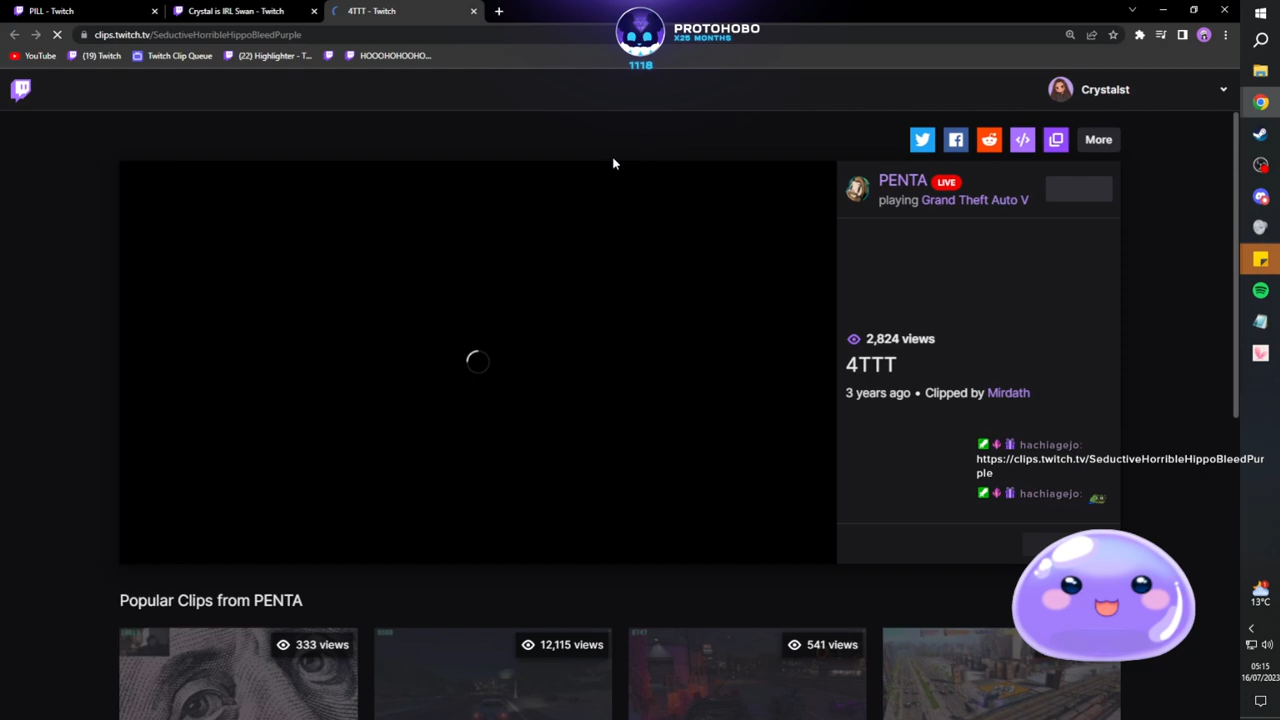 PILL - Twitch
Crystal is IRL Swan - Twitch
4TTT - Twitch
clips.twitch.tv/SeductiveHorribleHippoBleedPurple
PROTOHOBO
X25 MONTHS
1118
YouTube
(19) Twitch
Twitch Clip Queue
(22) Highlighter - T...
HOOOHOHOOHO...
Crystalst
More
PENTA LIVE
playing Grand Theft Auto V
2,824 views
4TTT
3 years ago • Clipped by Mirdath
hachiagejo:
https://clips.twitch.tv/SeductiveHorribleHippoBleedPur
ple
hachiagejo:
Popular Clips from PENTA
333 views
12,115 views
541 views
13°C
05:15
16/07/2023